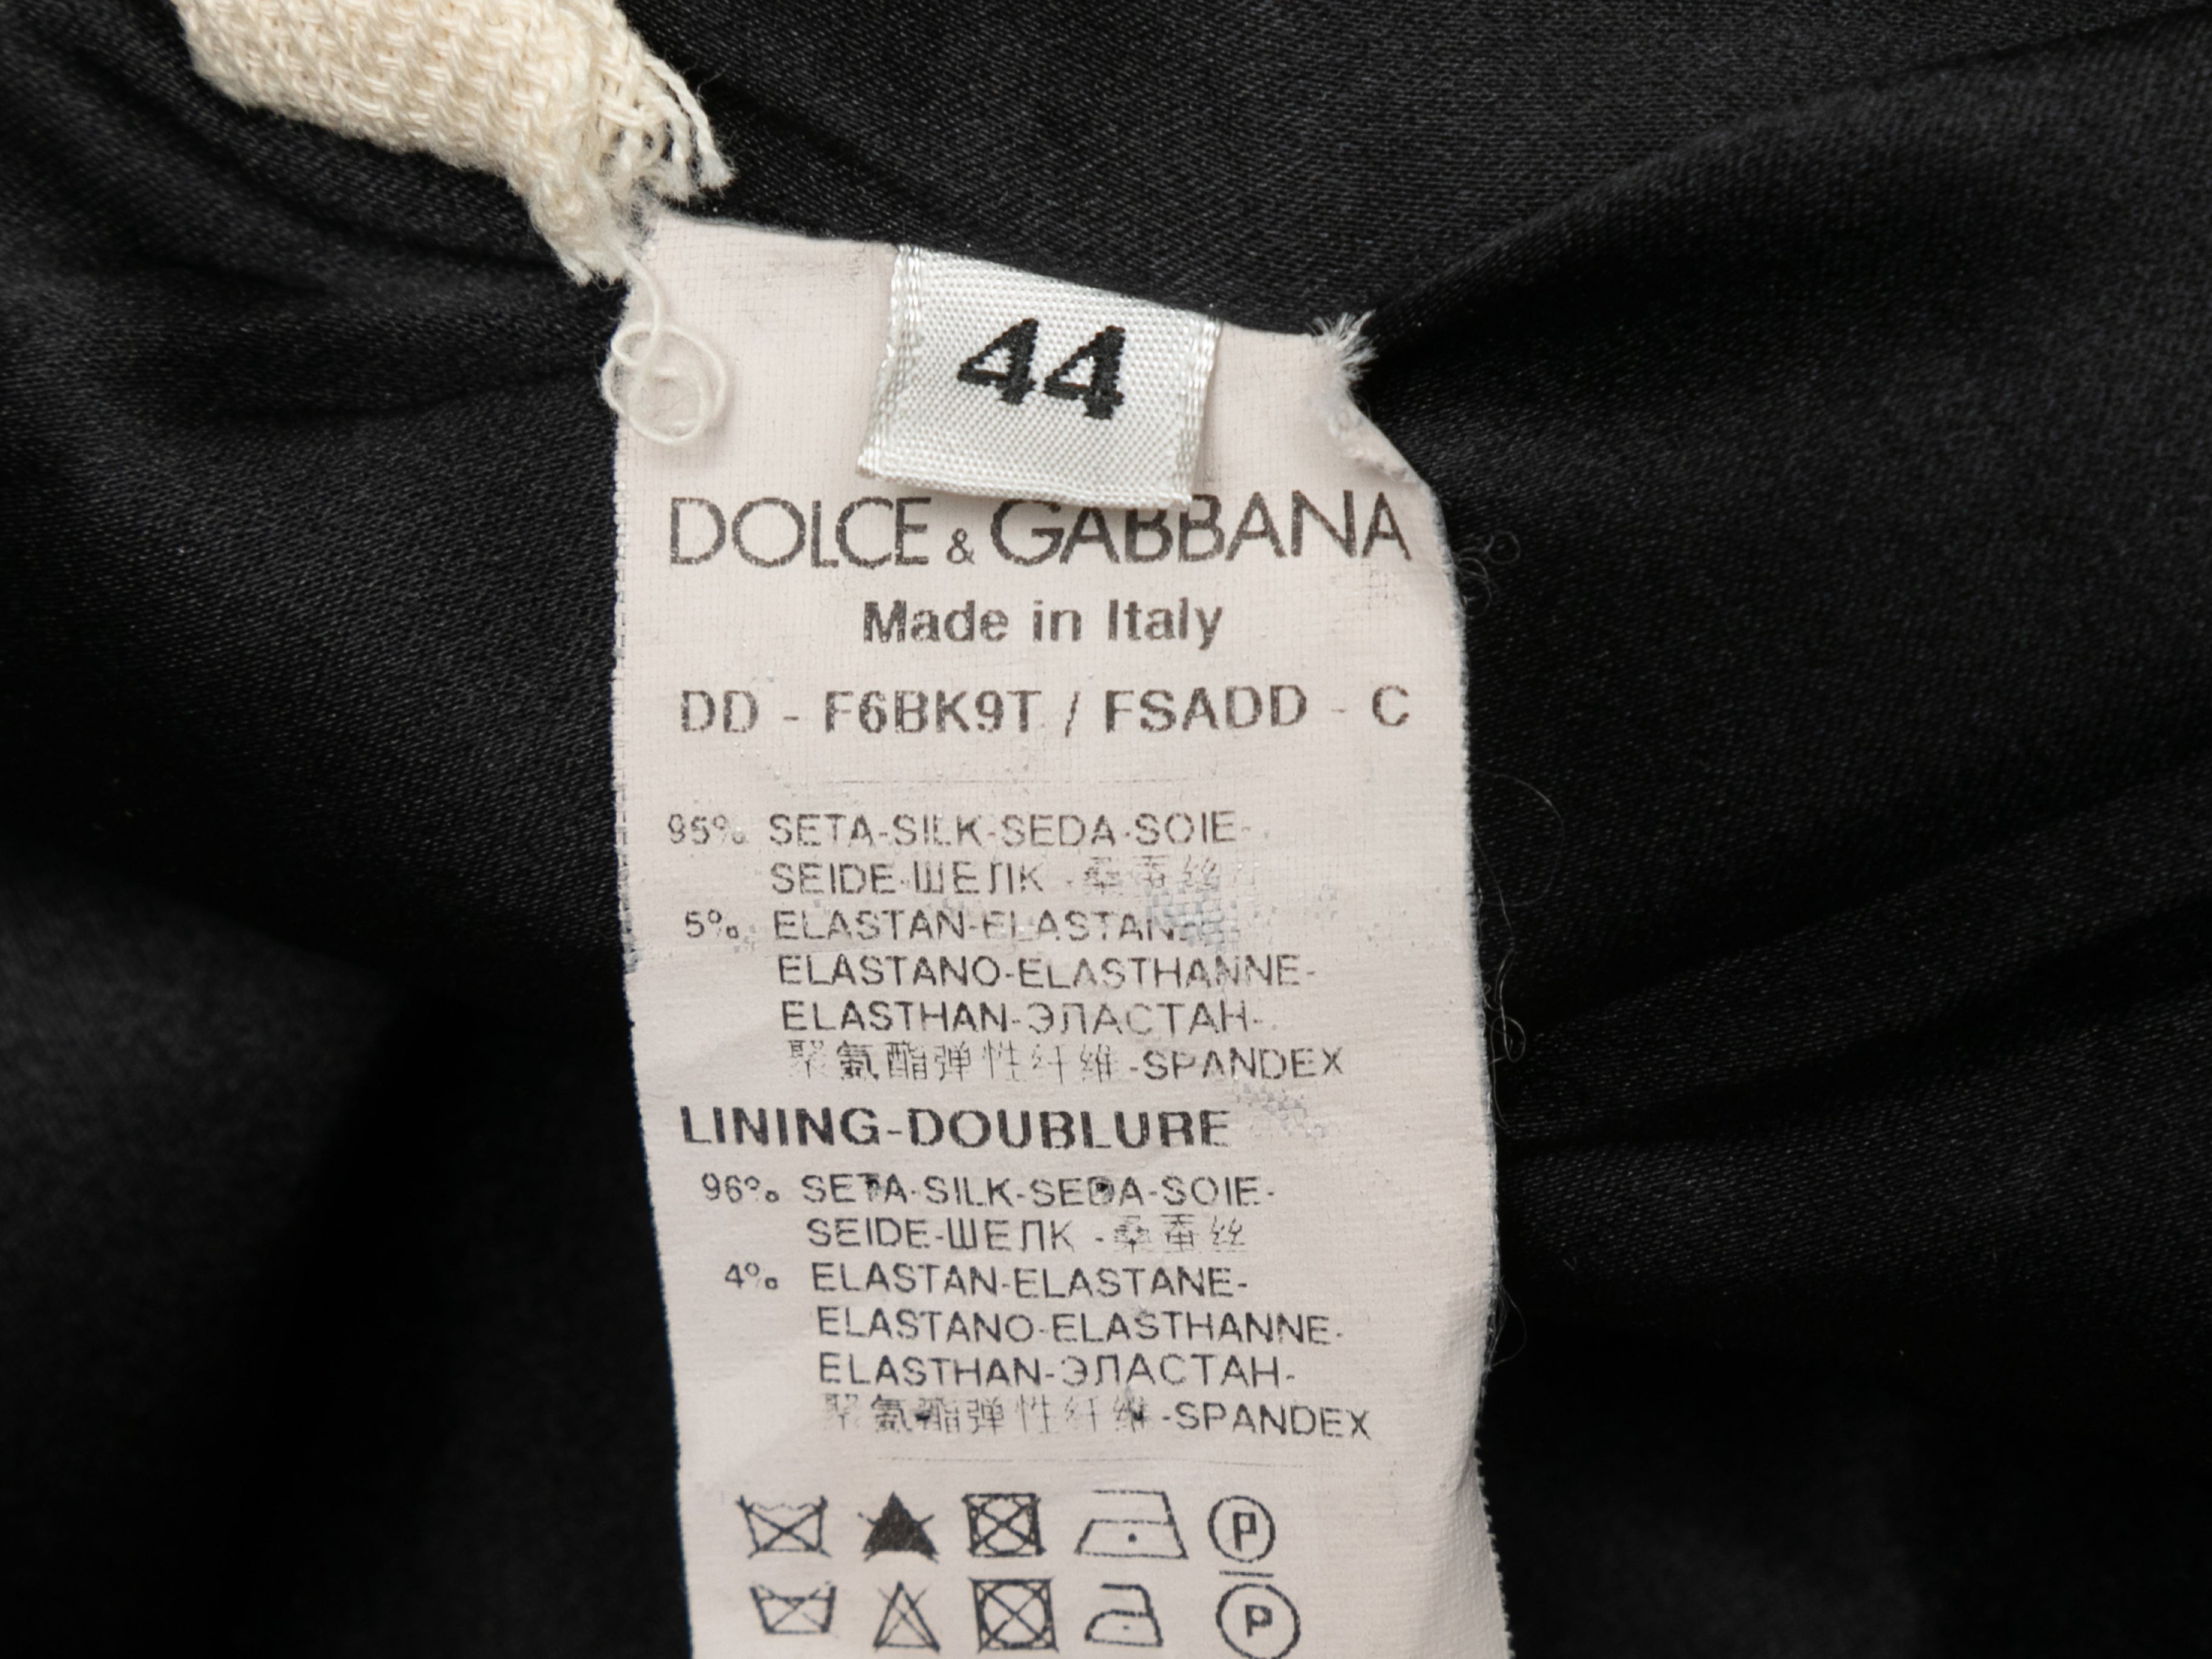 44
DOLCE & GABBANA
Made in Italy
DD - F6BK9T / FSADD - C
95% SETA-SILK-SEDA-SOIE-
SEIDE-ШЕЛК -桑蚕丝
5% ELASTAN-ELASTANE-
ELASTANO-ELASTHANNE-
ELASTHAN-ЭЛАСТАН-
聚氨酯弹性纤维-SPANDEX
LINING-DOUBLURE
96% SETA-SILK-SEDA-SOIE-
SEIDE-ШЕЛК -桑蚕丝
4% ELASTAN-ELASTANE-
ELASTANO-ELASTHANNE-
ELASTHAN-ЭЛАСТАН-
聚氨酯弹性纤维-SPANDEX
P
P